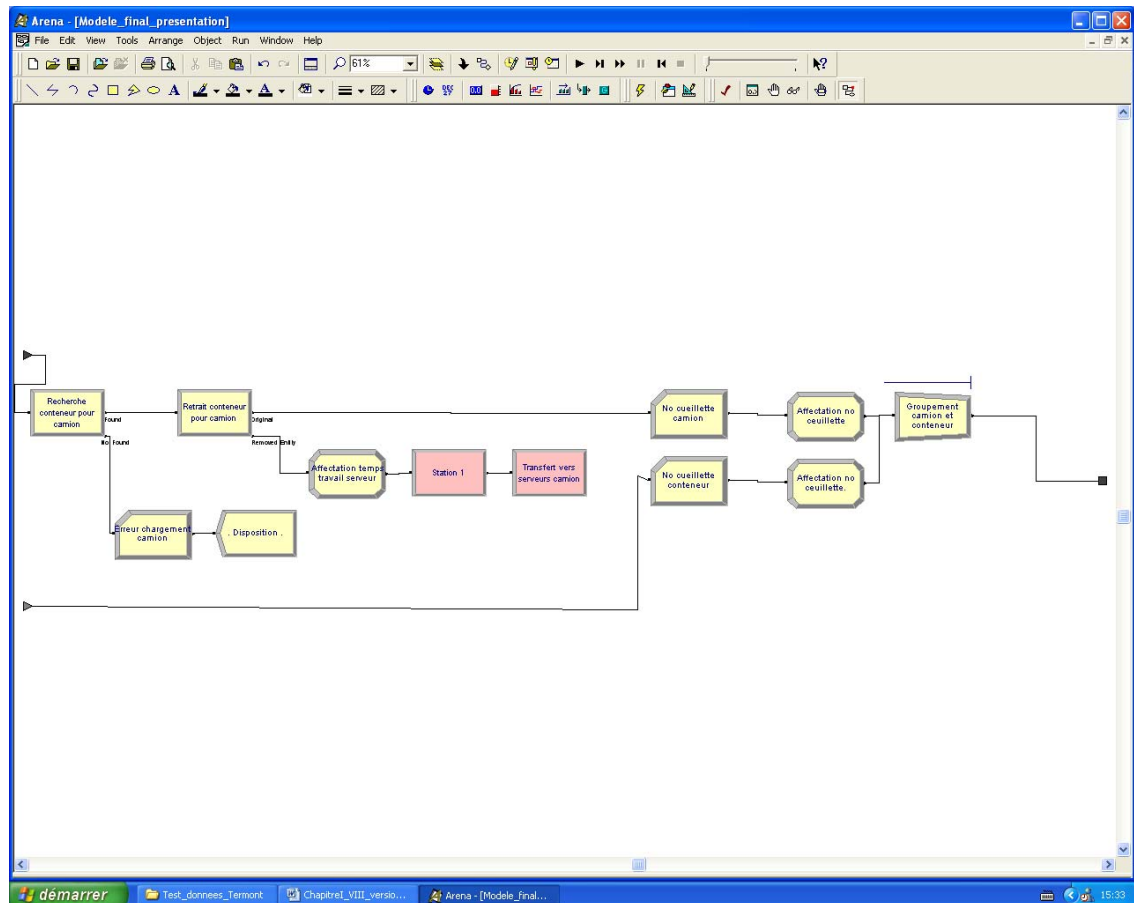 Arena - [Modele_final_presentation]
File Edit View Tools Arrange Object Run Window Help
61%
Recherche
conteneur pour
camion
Found
Not Found
Retrait conteneur
pour camion
Original
Removed Entity
Affectation temps
travail serveur
Station 1
Transfert vers
serveurs camion
Erreur chargement
camion
. Disposition .
No cueillette
camion
Affectation no
ceuillette
Groupement
camion et
conteneur
No cueillette
conteneur
Affectation no
ceuillette.
démarrer
Test_donnees_Termont
ChapitreI_VIII_versio...
Arena - [Modele_final...
15:33